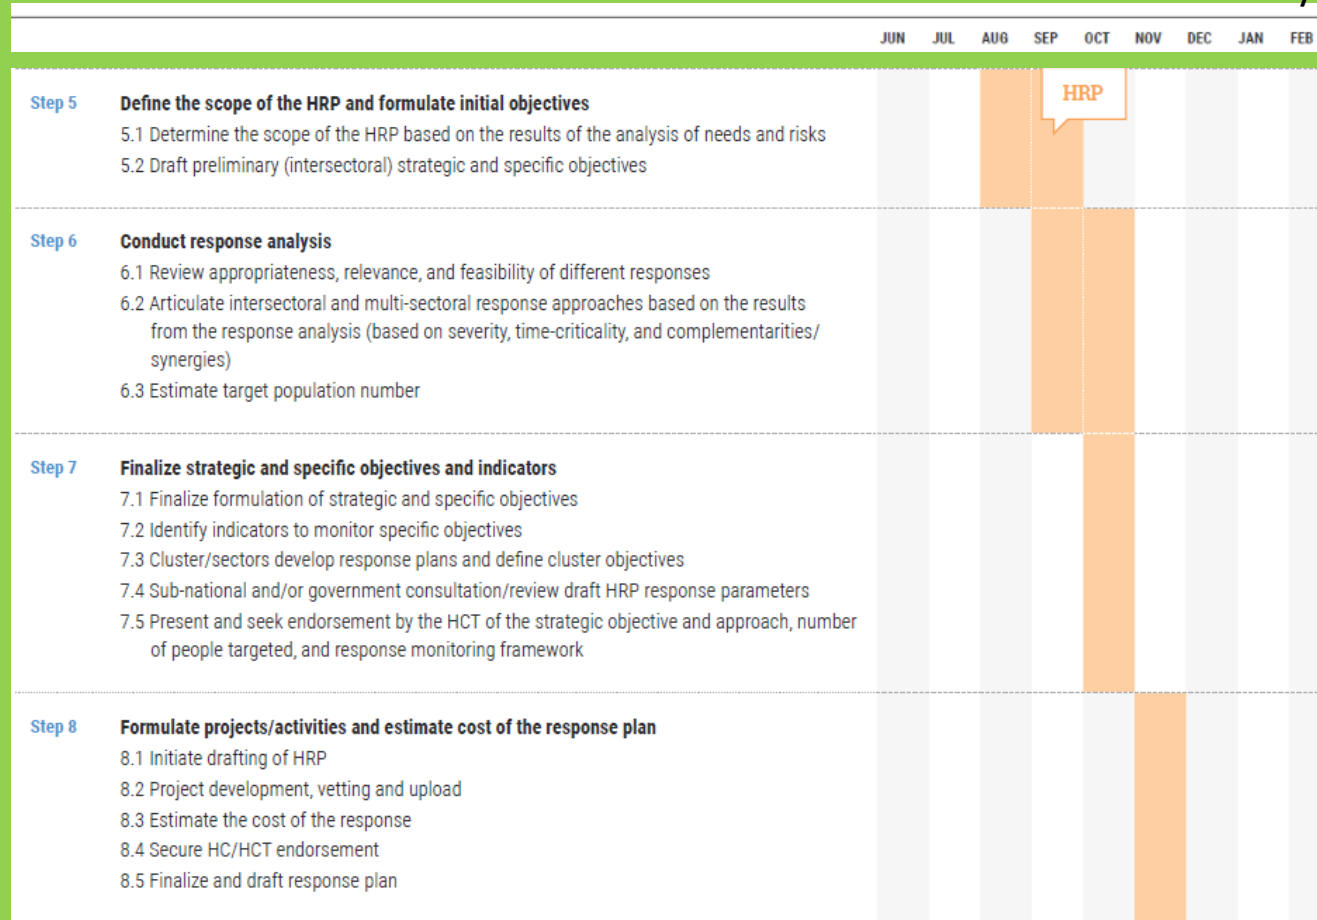 JUN JUL AUG SEP OCT NOV DEC JAN FEB
HRP
Step 5 Define the scope of the HRP and formulate initial objectives
5.1 Determine the scope of the HRP based on the results of the analysis of needs and risks
5.2 Draft preliminary (intersectoral) strategic and specific objectives
Step 6 Conduct response analysis
6.1 Review appropriateness, relevance, and feasibility of different responses
6.2 Articulate intersectoral and multi-sectoral response approaches based on the results
from the response analysis (based on severity, time-criticality, and complementarities/
synergies)
6.3 Estimate target population number
Step 7 Finalize strategic and specific objectives and indicators
7.1 Finalize formulation of strategic and specific objectives
7.2 Identify indicators to monitor specific objectives
7.3 Cluster/sectors develop response plans and define cluster objectives
7.4 Sub-national and/or government consultation/review draft HRP response parameters
7.5 Present and seek endorsement by the HCT of the strategic objective and approach, number
of people targeted, and response monitoring framework
Step 8 Formulate projects/activities and estimate cost of the response plan
8.1 Initiate drafting of HRP
8.2 Project development, vetting and upload
8.3 Estimate the cost of the response
8.4 Secure HC/HCT endorsement
8.5 Finalize and draft response plan